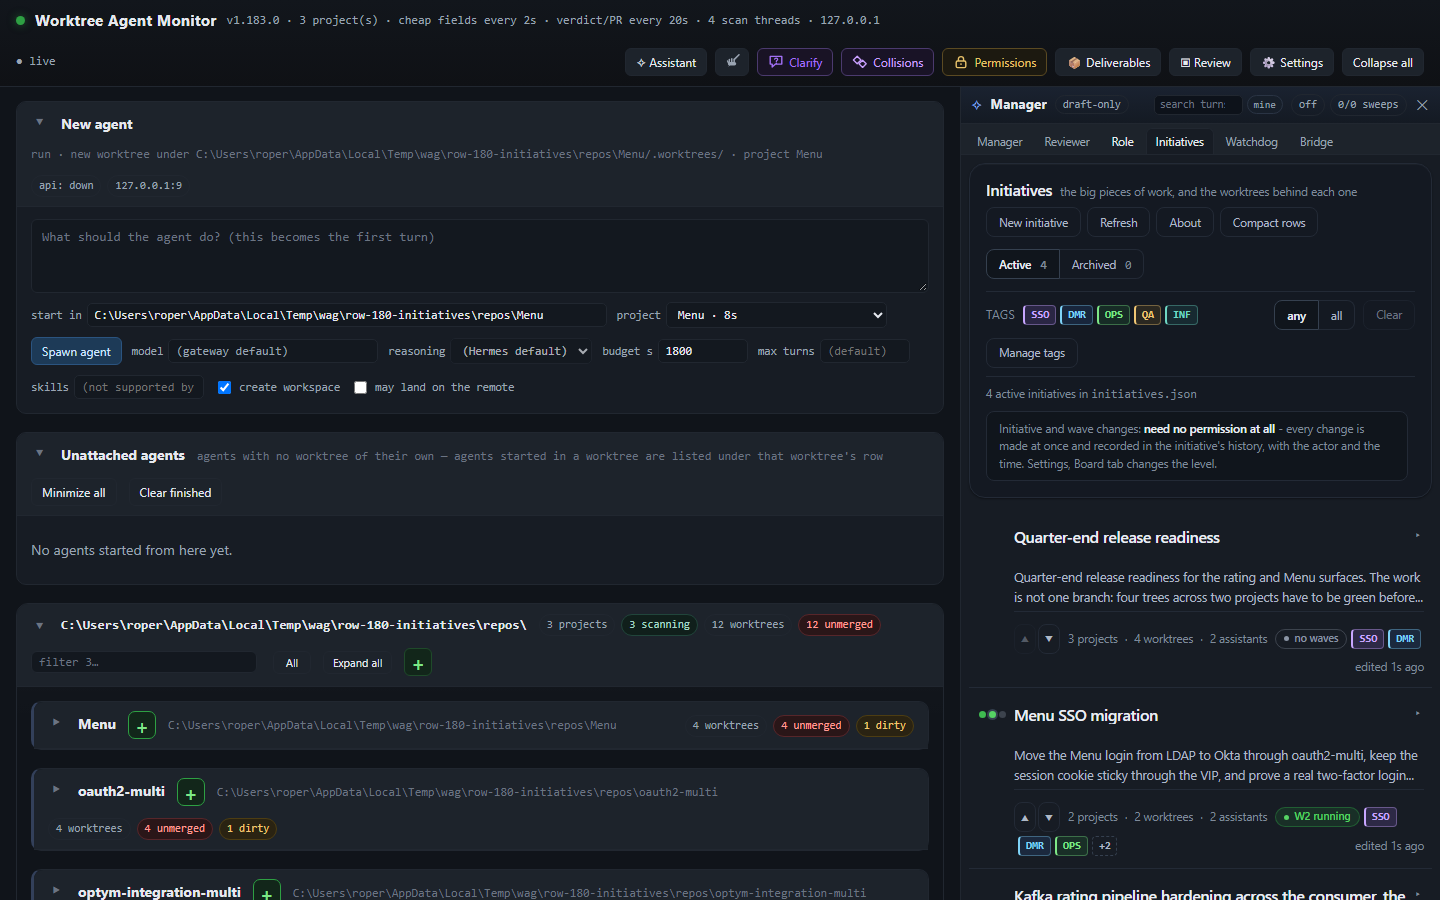 Worktree Agent Monitor v1.183.0 · 3 project(s) · cheap fields every 2s · verdict/PR every 20s · 4 scan threads · 127.0.0.1
live
Assistant
Clarify
Collisions
Permissions
Deliverables
Review
Settings
Collapse all
New agent
run · new worktree under C:\Users\roper\AppData\Local\Temp\wag\row-180-initiatives\repos\Menu/.worktrees/ · project Menu
api: down 127.0.0.1:9
What should the agent do? (this becomes the first turn)
start in C:\Users\roper\AppData\Local\Temp\wag\row-180-initiatives\repos\Menu project Menu · 8s
Spawn agent model (gateway default) reasoning (Hermes default) budget s 1800 max turns (default)
skills (not supported by create workspace may land on the remote
Unattached agents agents with no worktree of their own — agents started in a worktree are listed under that worktree's row
Minimize all Clear finished
No agents started from here yet.
C:\Users\roper\AppData\Local\Temp\wag\row-180-initiatives\repos\ 3 projects 3 scanning 12 worktrees 12 unmerged
filter 3… All Expand all +
Menu + C:\Users\roper\AppData\Local\Temp\wag\row-180-initiatives\repos\Menu 4 worktrees 4 unmerged 1 dirty
oauth2-multi + C:\Users\roper\AppData\Local\Temp\wag\row-180-initiatives\repos\oauth2-multi
4 worktrees 4 unmerged 1 dirty
optym-integration-multi + C:\Users\roper\AppData\Local\Temp\wag\row-180-initiatives\repos\optym-integration-multi
Manager draft-only search turn: mine off 0/0 sweeps
Manager Reviewer Role Initiatives Watchdog Bridge
Initiatives the big pieces of work, and the worktrees behind each one
New initiative Refresh About Compact rows
Active 4 Archived 0
TAGS SSO DMR OPS QA INF any all Clear
Manage tags
4 active initiatives in initiatives.json
Initiative and wave changes: need no permission at all - every change is
made at once and recorded in the initiative's history, with the actor and the
time. Settings, Board tab changes the level.
Quarter-end release readiness
Quarter-end release readiness for the rating and Menu surfaces. The work
is not one branch: four trees across two projects have to be green before...
3 projects · 4 worktrees · 2 assistants no waves SSO DMR
edited 1s ago
Menu SSO migration
Move the Menu login from LDAP to Okta through oauth2-multi, keep the
session cookie sticky through the VIP, and prove a real two-factor login...
2 projects · 2 worktrees · 2 assistants W2 running SSO
DMR OPS +2 edited 1s ago
Kafka rating pipeline hardening across the consumer, the